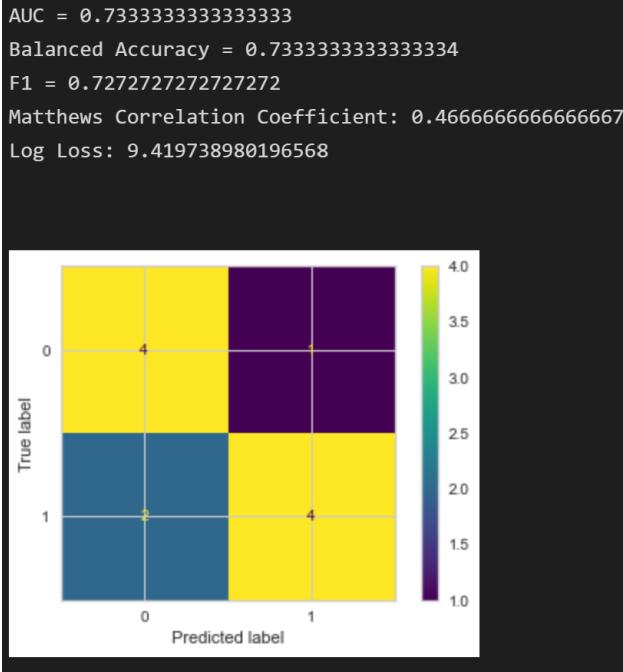 AUC = 0.7333333333333333
Balanced Accuracy = 0.7333333333333334
F1 = 0.7272727272727272
Matthews Correlation Coefficient: 0.4666666666666667
Log Loss: 9.419738980196568
4.0
3.5
3.0
2.5
2.0
1.5
1.0
True label
0
4
1
1
2
4
0
1
Predicted label